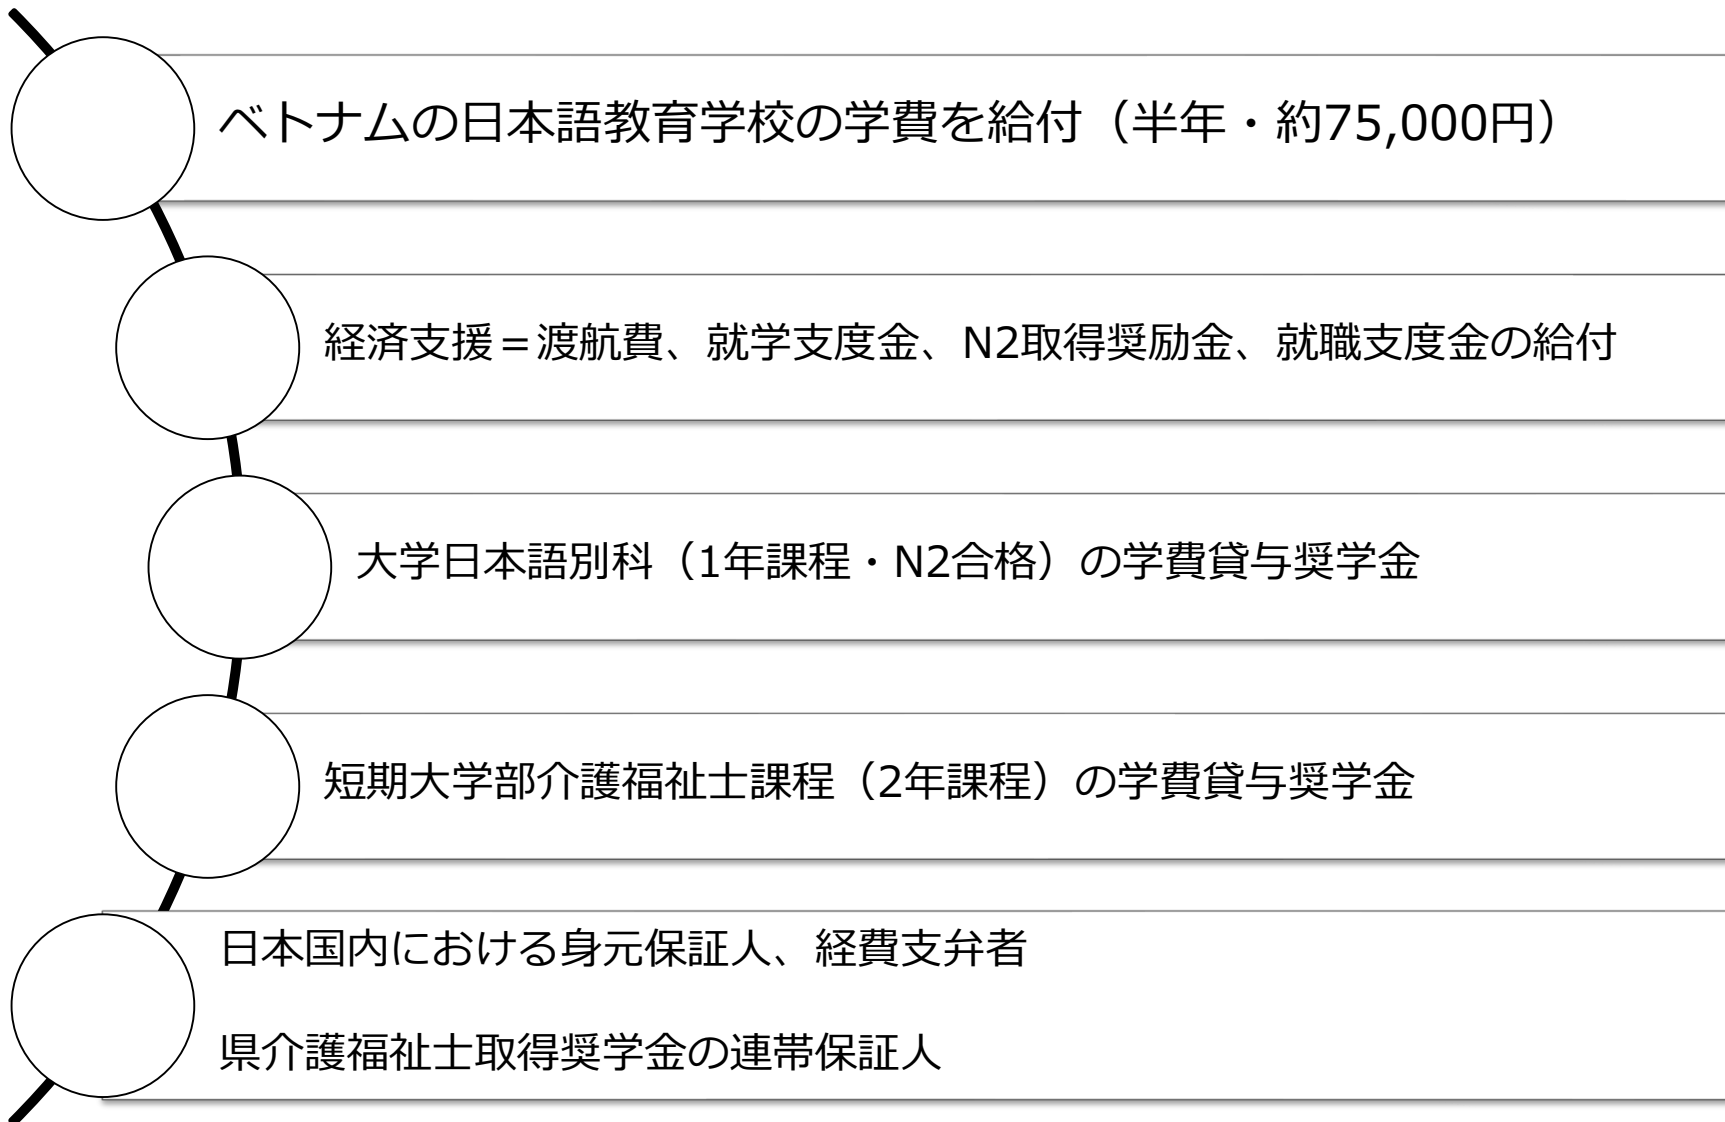 ベトナムの日本語教育学校の学費を給付（半年・約75,000円）
経済支援＝渡航費、就学支度金、N2取得奨励金、就職支度金の給付
大学日本語別科（1年課程・N2合格）の学費貸与奨学金
短期大学部介護福祉士課程（2年課程）の学費貸与奨学金
日本国内における身元保証人、経費支弁者
県介護福祉士取得奨学金の連帯保証人